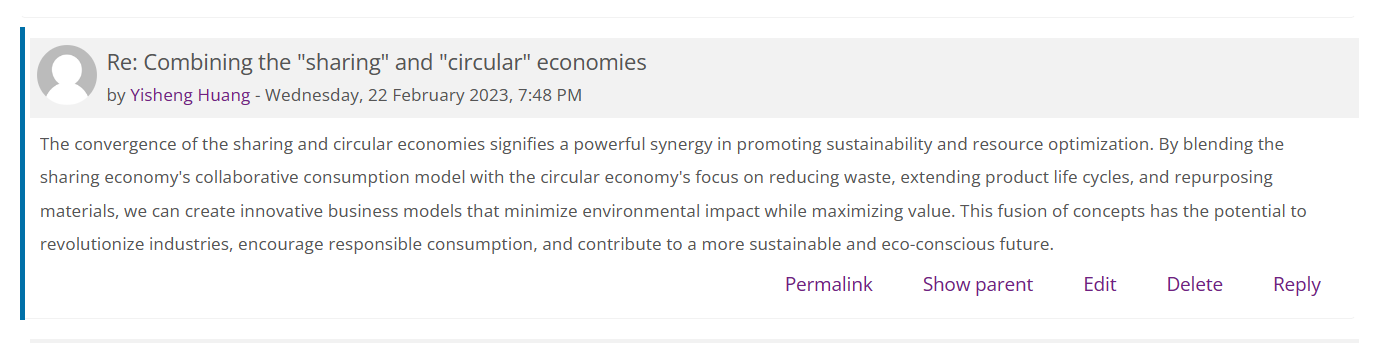 Re: Combining the "sharing" and "circular" economies
by Yisheng Huang - Wednesday, 22 February 2023, 7:48 PM
The convergence of the sharing and circular economies signifies a powerful synergy in promoting sustainability and resource optimization. By blending the
sharing economy's collaborative consumption model with the circular economy's focus on reducing waste, extending product life cycles, and repurposing
materials, we can create innovative business models that minimize environmental impact while maximizing value. This fusion of concepts has the potential to
revolutionize industries, encourage responsible consumption, and contribute to a more sustainable and eco-conscious future.
Permalink Show parent Edit Delete Reply